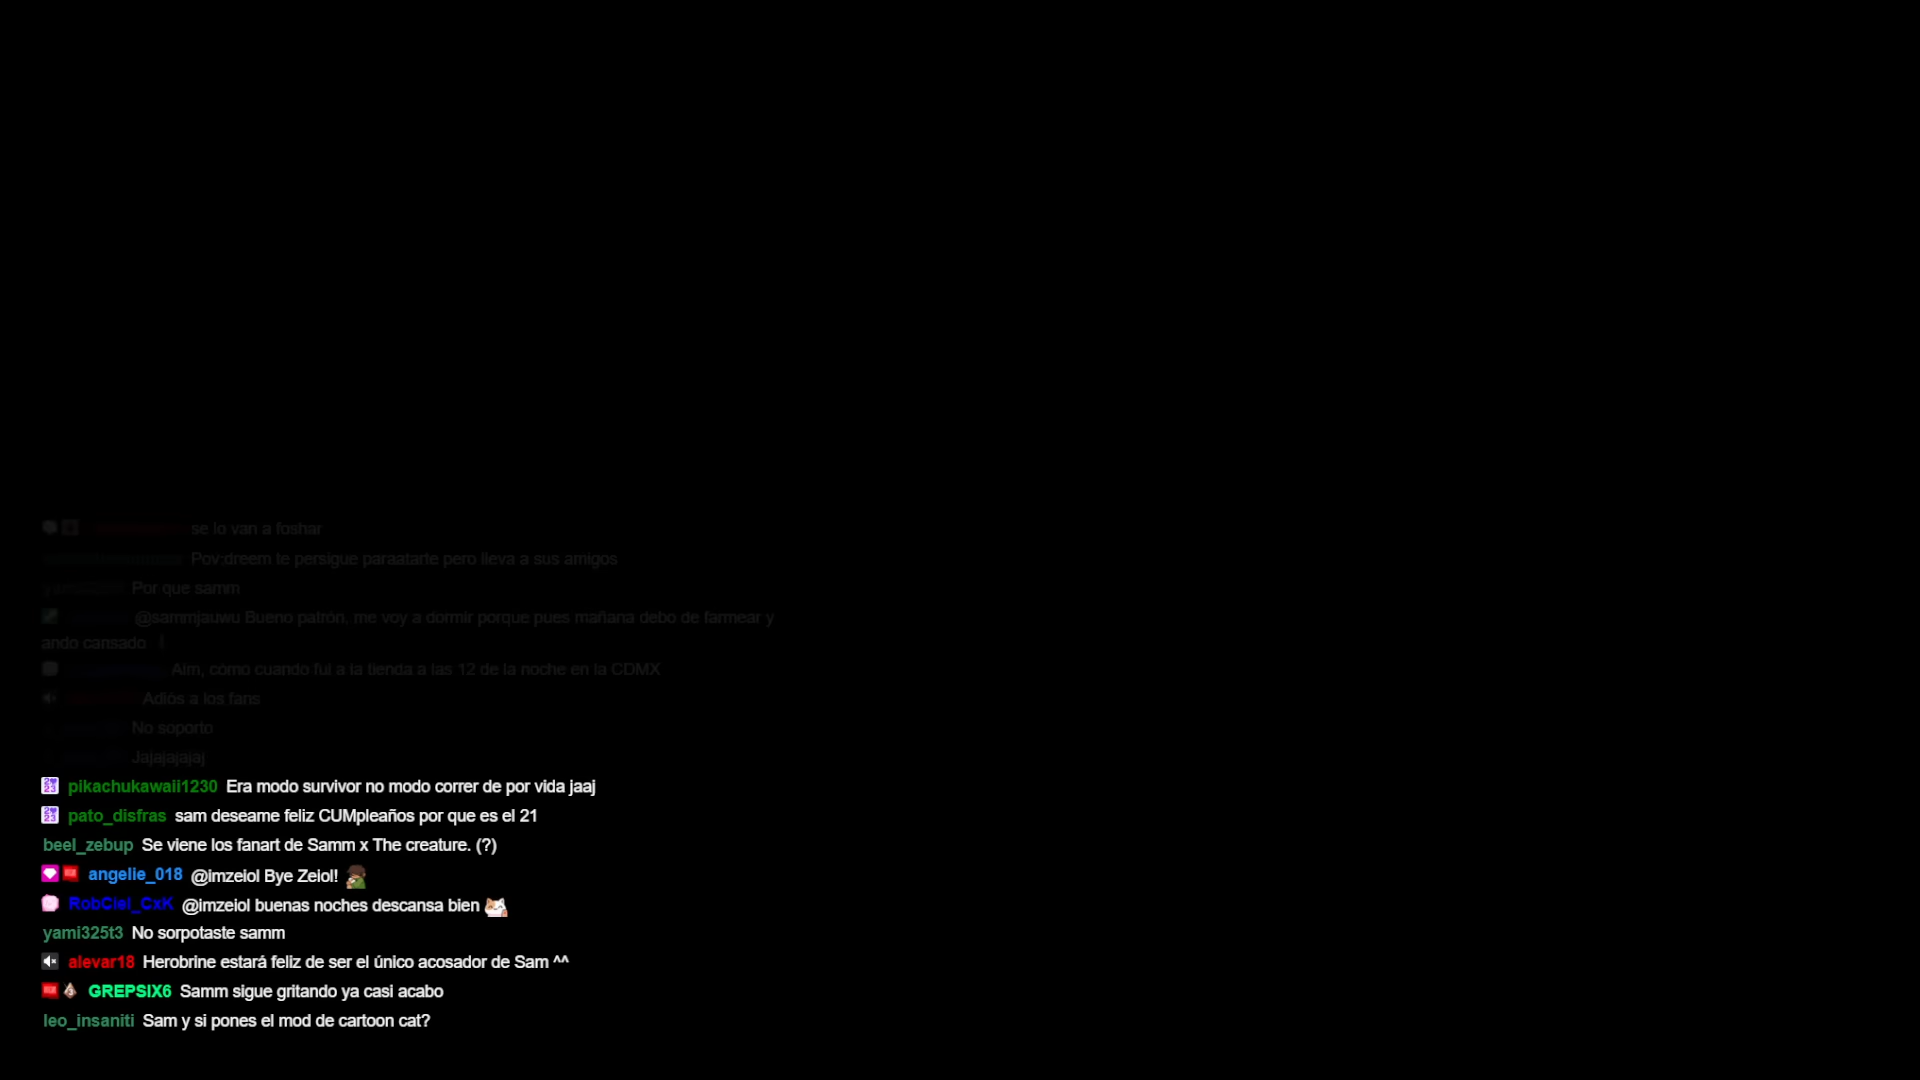 se lo van a foshar
Pov:dreem te persigue paraatarte pero lleva a sus amigos
Por que samm
@sammjauwu Bueno patrón, me voy a dormir porque pues mañana debo de farmear y
ando cansado
Aim, cómo cuando fui a la tienda a las 12 de la noche en la CDMX
Adiós a los fans
No soporto
Jajajajajaj
pikachukawaii1230 Era modo survivor no modo correr de por vida jaaj
pato_disfras sam deseame feliz CUMpleaños por que es el 21
beel_zebup Se viene los fanart de Samm x The creature. (?)
angelie_018 @imzeiol Bye Zeiol!
RobCiel_CxK @imzeiol buenas noches descansa bien
yami325t3 No sorpotaste samm
alevar18 Herobrine estará feliz de ser el único acosador de Sam ^^
GREPSIX6 Samm sigue gritando ya casi acabo
leo_insaniti Sam y si pones el mod de cartoon cat?